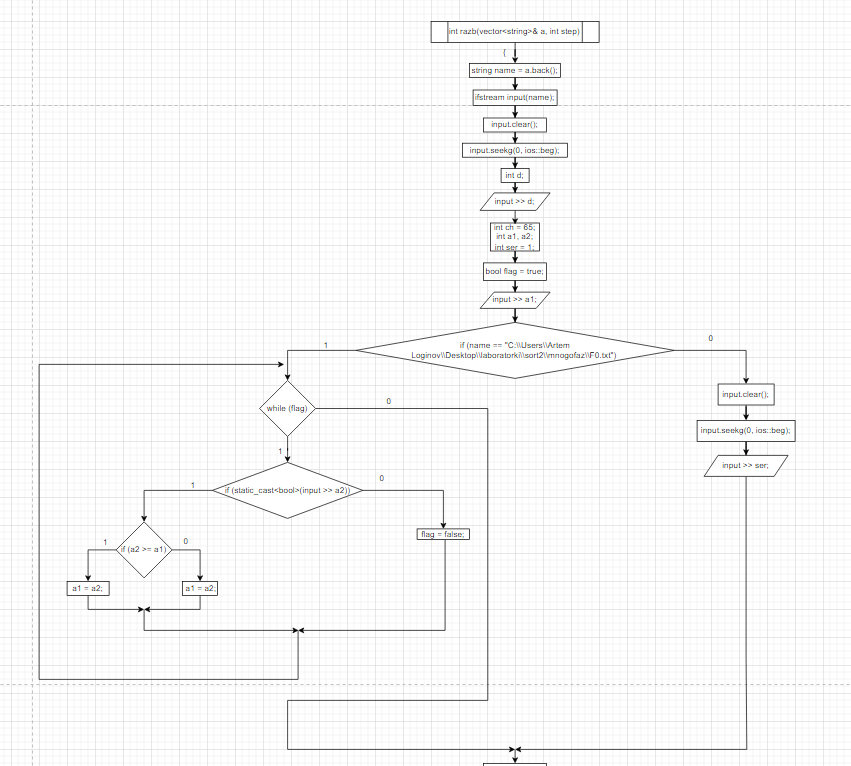 int razb(vector<string>& a, int step)
{
string name = a.back();
ifstream input(name);
input.clear();
input.seekg(0, ios::beg);
int d;
input >> d;
int ch = 65;
int a1, a2;
int ser = 1;
bool flag = true;
input >> a1;
if (name == "C:\\Users\\Artem
Loginov\\Desktop\\laboratorki\\sort2\\mnogofaz\\F0.txt")
1
0
while (flag)
0
1
input.clear();
input.seekg(0, ios::beg);
input >> ser;
if (static_cast<bool>(input >> a2))
1
0
flag = false;
if (a2 >= a1)
1
0
a1 = a2;
a1 = a2;